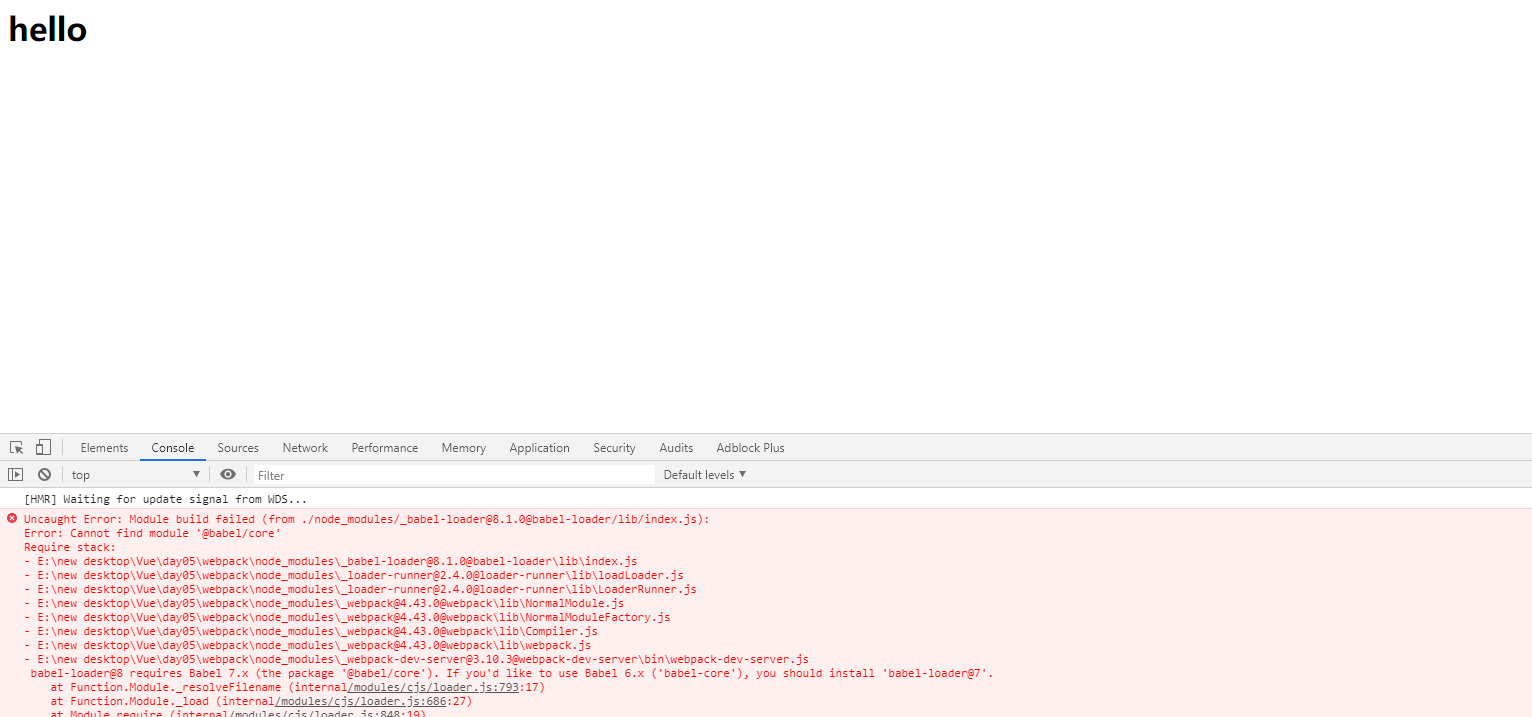 hello
Elements Console Sources Network Performance Memory Application Security Audits Adblock Plus
top Filter Default levels
[HMR] Waiting for update signal from WDS...
Uncaught Error: Module build failed (from ./node_modules/_babel-loader@8.1.0@babel-loader/lib/index.js):
Error: Cannot find module '@babel/core'
Require stack:
- E:\new desktop\Vue\day05\webpack\node_modules\_babel-loader@8.1.0@babel-loader\lib\index.js
- E:\new desktop\Vue\day05\webpack\node_modules\_loader-runner@2.4.0@loader-runner\lib\loadLoader.js
- E:\new desktop\Vue\day05\webpack\node_modules\_loader-runner@2.4.0@loader-runner\lib\LoaderRunner.js
- E:\new desktop\Vue\day05\webpack\node_modules\_webpack@4.43.0@webpack\lib\NormalModule.js
- E:\new desktop\Vue\day05\webpack\node_modules\_webpack@4.43.0@webpack\lib\NormalModuleFactory.js
- E:\new desktop\Vue\day05\webpack\node_modules\_webpack@4.43.0@webpack\lib\Compiler.js
- E:\new desktop\Vue\day05\webpack\node_modules\_webpack@4.43.0@webpack\lib\webpack.js
- E:\new desktop\Vue\day05\webpack\node_modules\_webpack-dev-server@3.10.3@webpack-dev-server\bin\webpack-dev-server.js
babel-loader@8 requires Babel 7.x (the package '@babel/core'). If you'd like to use Babel 6.x ('babel-core'), you should install 'babel-loader@7'.
at Function.Module._resolveFilename (internal/modules/cjs/loader.js:793:17)
at Function.Module._load (internal/modules/cjs/loader.js:686:27)
at Module.require (internal/modules/cjs/loader.js:848:19)